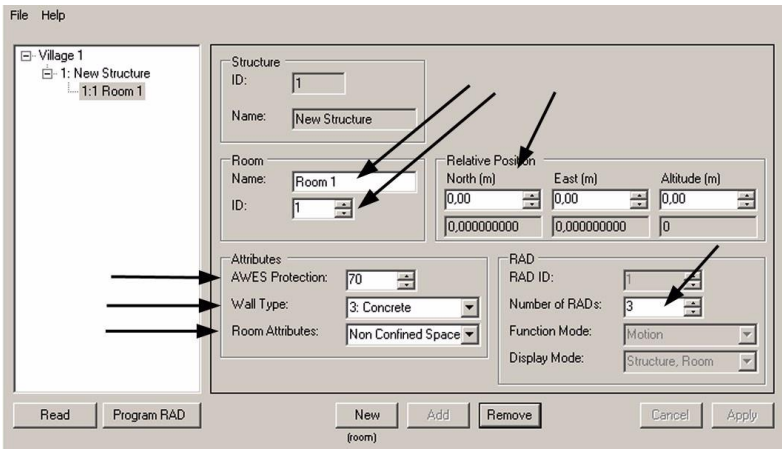 File Help
Village 1
1: New Structure
1:1 Room 1
Structure
ID: 1
Name: New Structure
Room
Name: Room 1
ID: 1
Relative Position
North (m) East (m) Altitude (m)
0,00 0,00 0,00
0,000000000 0,000000000 0
Attributes
AWES Protection: 70
Wall Type: 3: Concrete
Room Attributes: Non Confined Space
RAD
RAD ID: 1
Number of RADs: 3
Function Mode: Motion
Display Mode: Structure, Room
Read Program RAD New Add Remove Cancel Apply
(room)